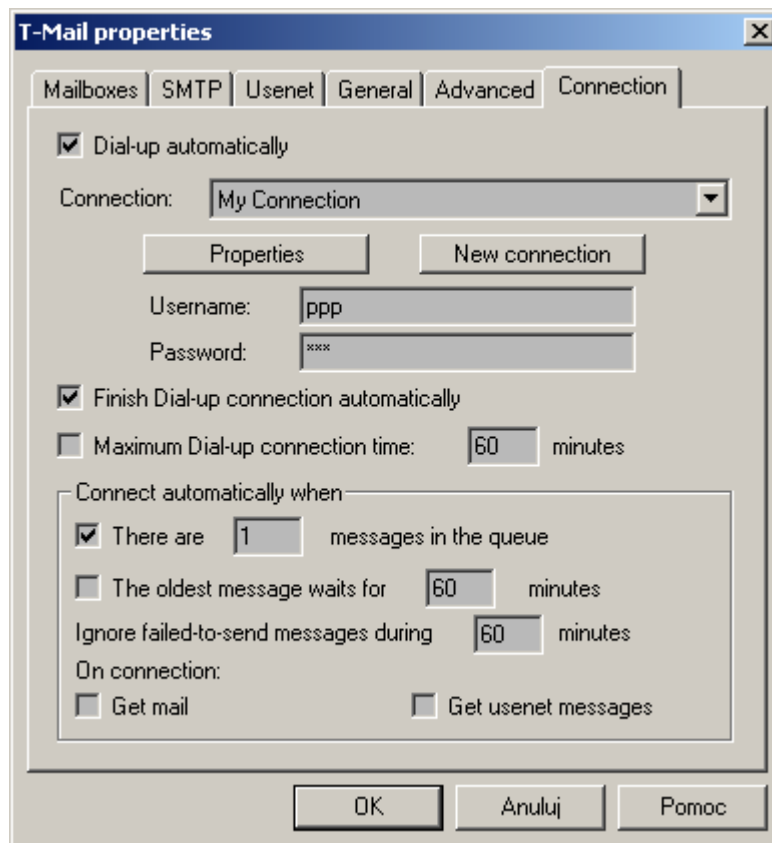 T-Mail properties
Mailboxes SMTP Usenet General Advanced Connection
Dial-up automatically
Connection: My Connection
Properties New connection
Username: ppp
Password: ***
Finish Dial-up connection automatically
Maximum Dial-up connection time: 60 minutes
Connect automatically when
There are 1 messages in the queue
The oldest message waits for 60 minutes
Ignore failed-to-send messages during 60 minutes
On connection:
Get mail Get usenet messages
OK Anuluj Pomoc